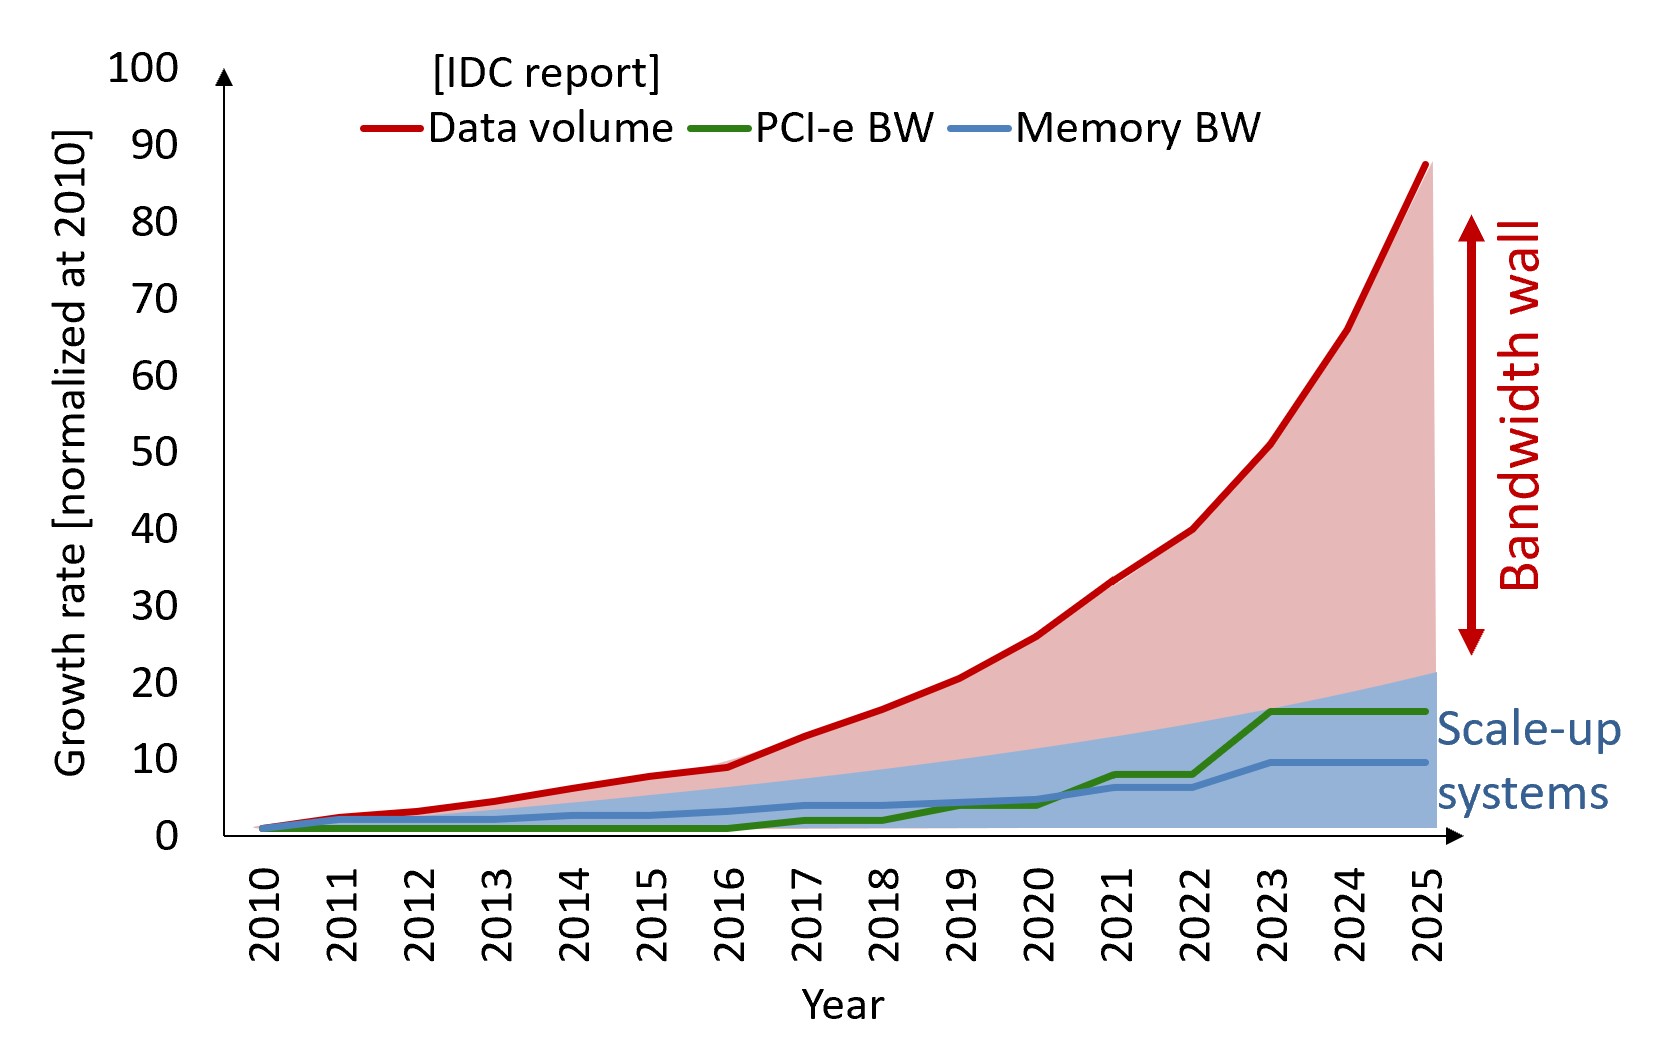 [IDC report]
Data volume PCI-e BW Memory BW
Growth rate [normalized at 2010]
100
90
80
70
60
50
40
30
20
10
0
Bandwidth wall
Scale-up
systems
2010 2011 2012 2013 2014 2015 2016 2017 2018 2019 2020 2021 2022 2023 2024 2025
Year